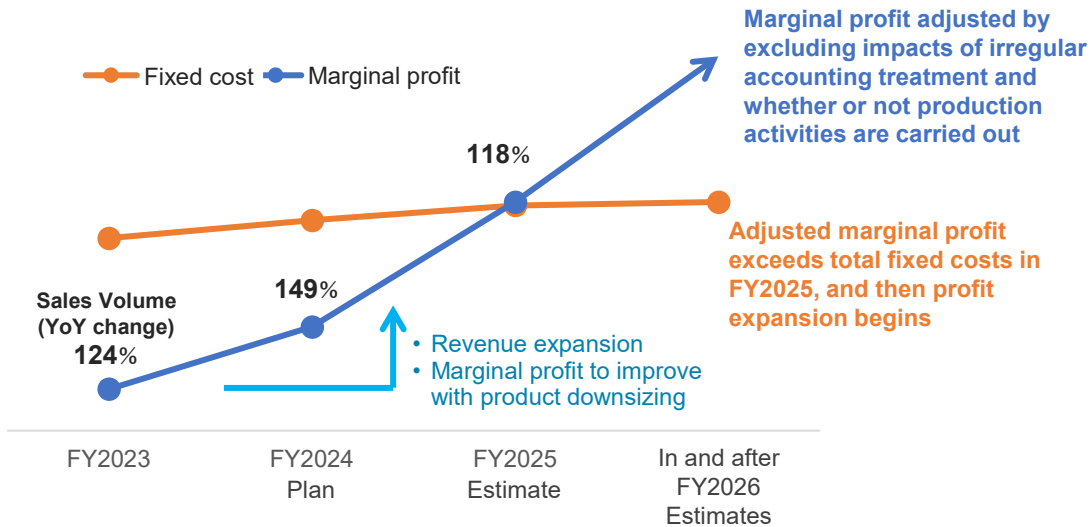 Marginal profit adjusted by
excluding impacts of irregular
accounting treatment and
whether or not production
activities are carried out
Fixed cost
Marginal profit
118%
Adjusted marginal profit
exceeds total fixed costs in
FY2025, and then profit
expansion begins
149%
Sales Volume
(YoY change)
124%
• Revenue expansion
• Marginal profit to improve
with product downsizing
FY2023
FY2024
Plan
FY2025
Estimate
In and after
FY2026
Estimates